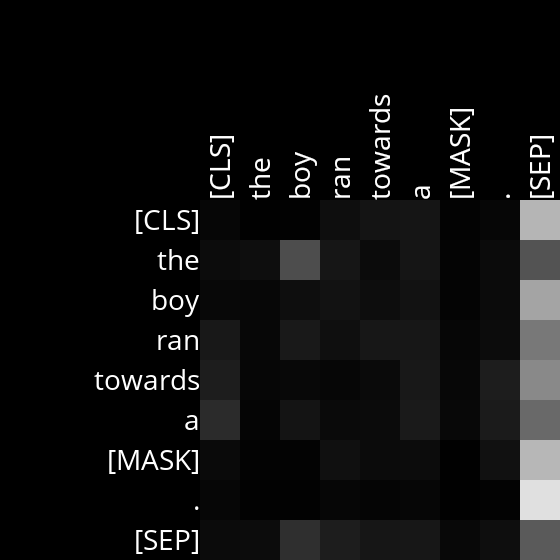 [CLS]
the
boy
ran
towards
a
[MASK]
.
[SEP]
[CLS]
the
boy
ran
towards
a
[MASK]
.
[SEP]